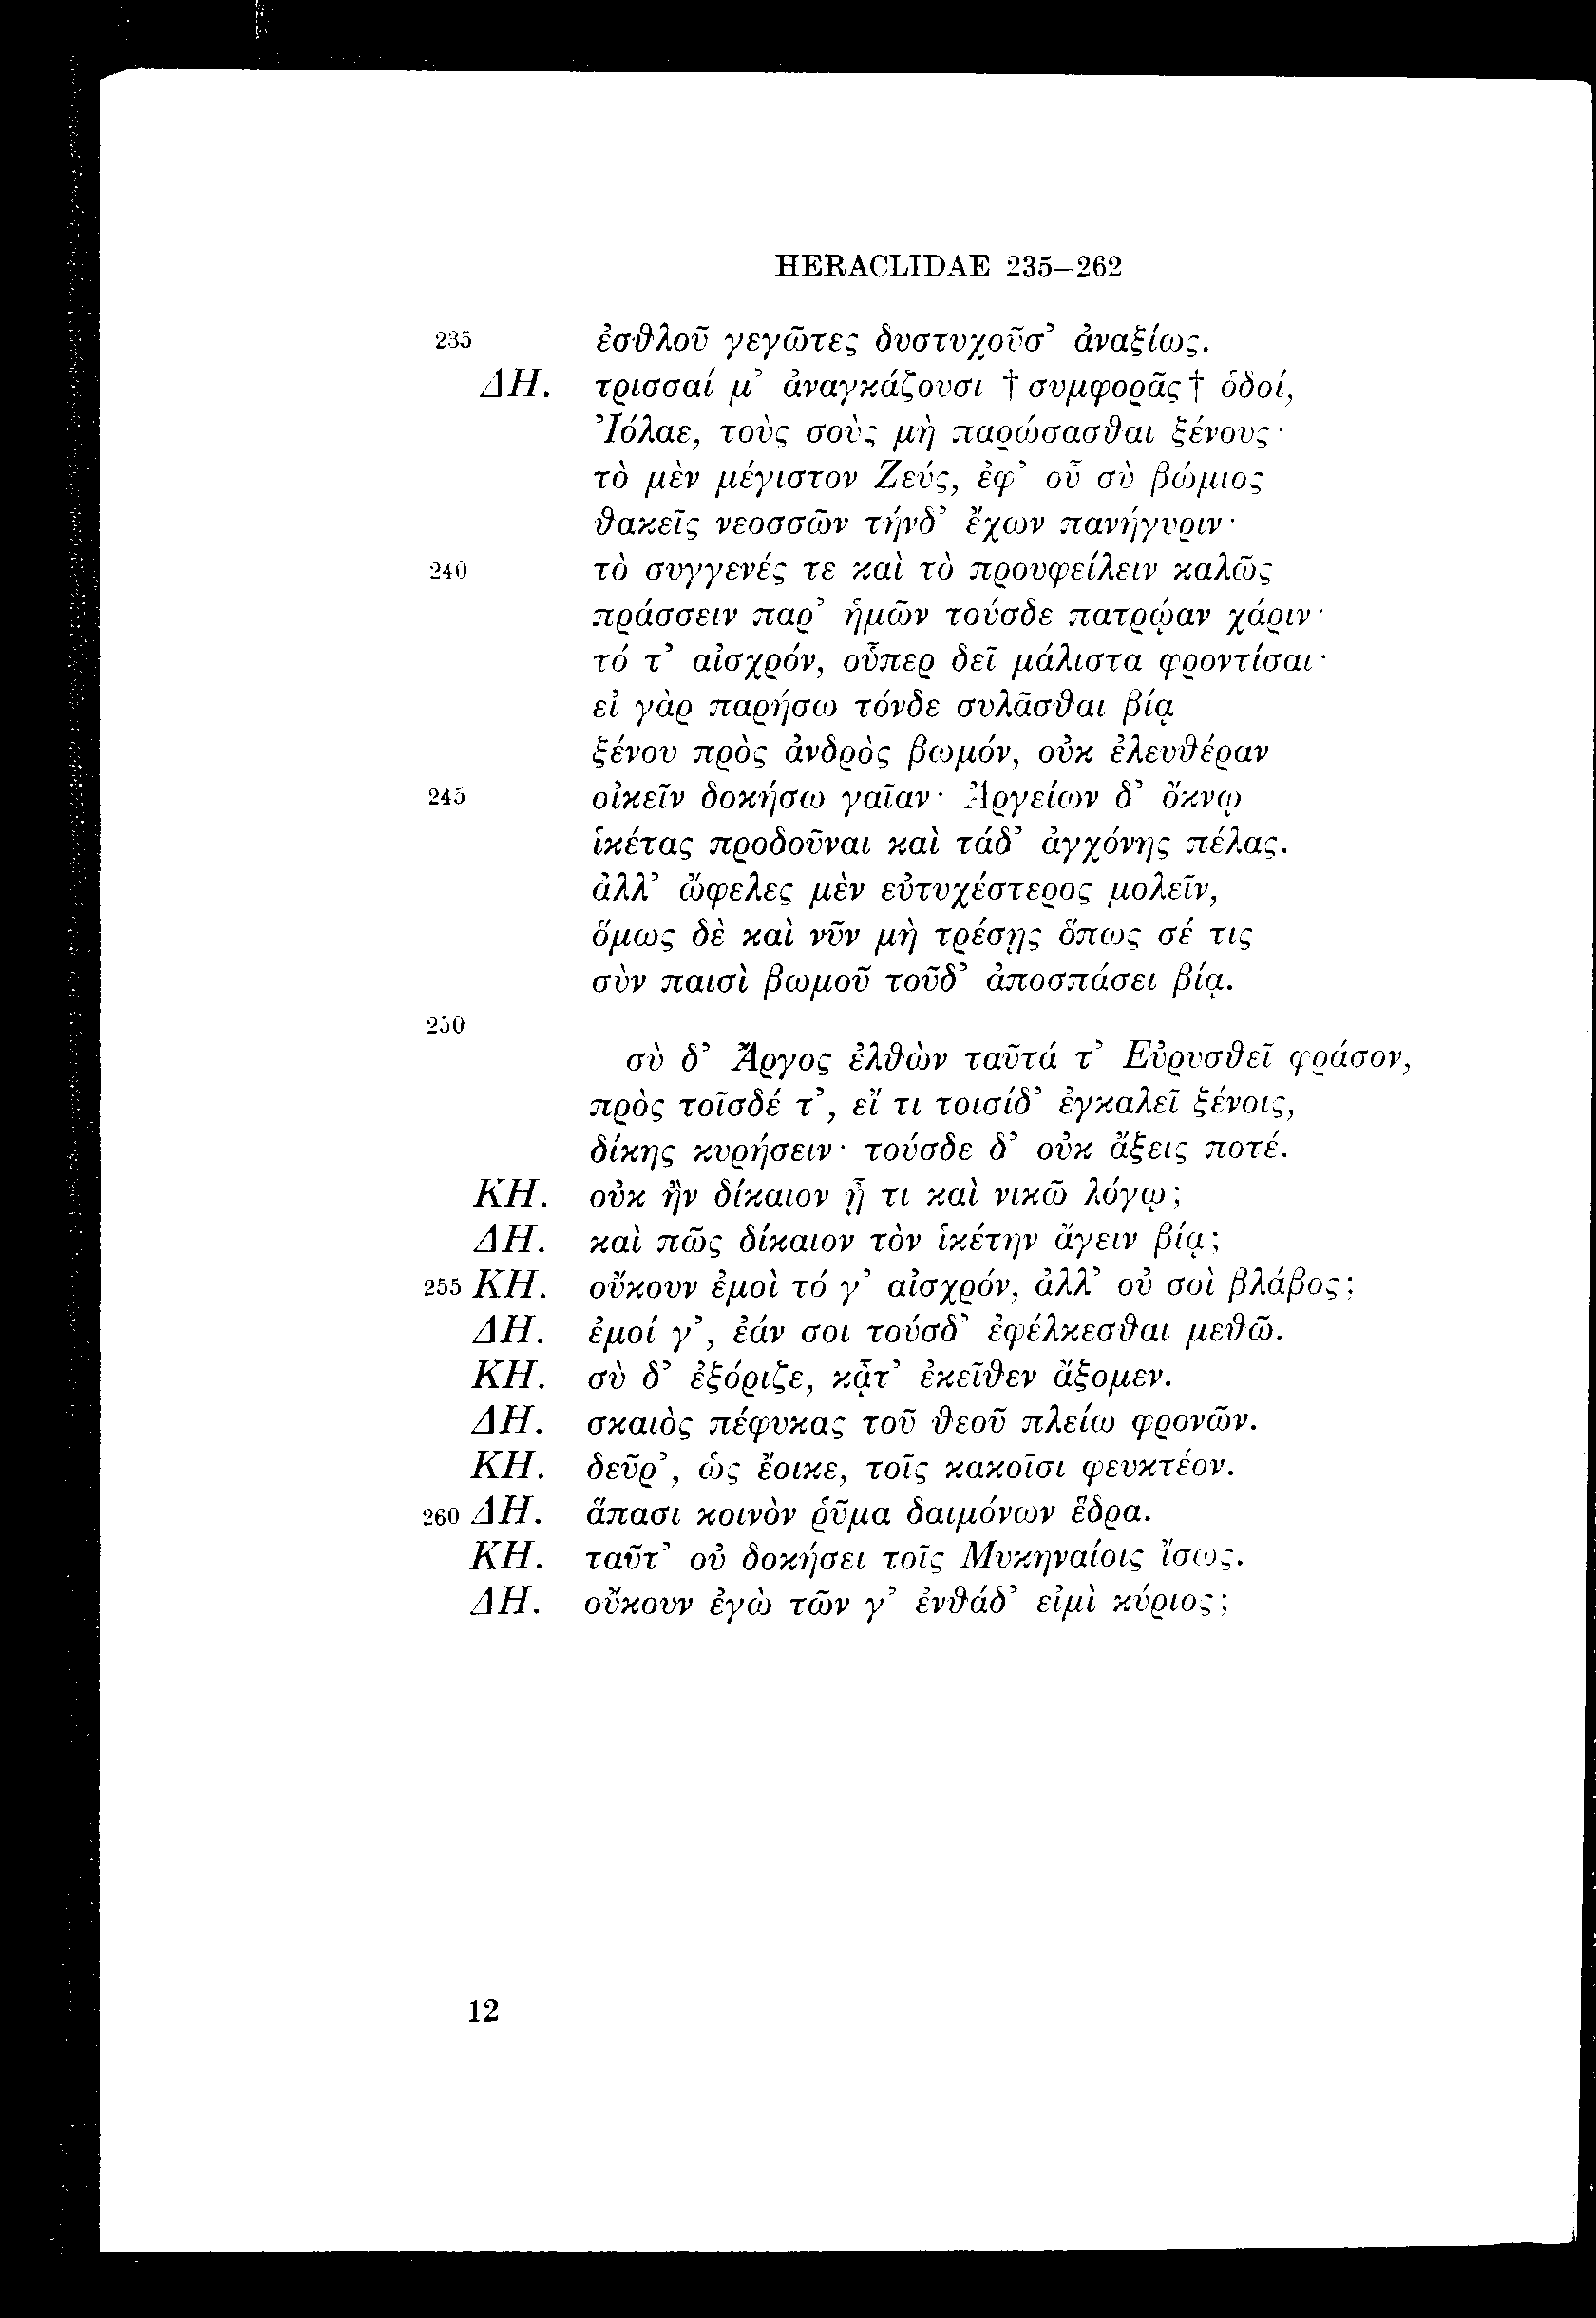 HERACLIDAE 235–262
235 ἐσθλοῦ γεγῶτες δυστυχοῦσ’ ἀναξίως.
ΔΗ. τρισσαί μ’ ἀναγκάζουσι † συμφορᾶς † ὁδοί,
Ἰόλαε, τοὺς σοὺς μὴ παρώσασθαι ξένους·
τὸ μὲν μέγιστον Ζεύς, ἐφ’ οὗ σὺ βώμιος
θακεῖς νεοσσῶν τήνδ’ ἔχων πανήγυριν·
240 τὸ συγγενές τε καὶ τὸ προυφείλειν καλῶς
πράσσειν παρ’ ἡμῶν τούσδε πατρῴαν χάριν·
τό τ’ αἰσχρόν, οὗπερ δεῖ μάλιστα φροντίσαι·
εἰ γὰρ παρήσω τόνδε συλᾶσθαι βίᾳ
ξένου πρὸς ἀνδρὸς βωμόν, οὐκ ἐλευθέραν
245 οἰκεῖν δοκήσω γαῖαν· Ἀργείων δ’ ὄκνῳ
ἱκέτας προδοῦναι καὶ τάδ’ ἀγχόνης πέλας.
ἀλλ’ ὤφελες μὲν εὐτυχέστερος μολεῖν,
ὅμως δὲ καὶ νῦν μὴ τρέσῃς ὅπως σέ τις
σὺν παισὶ βωμοῦ τοῦδ’ ἀποσπάσει βίᾳ.
250
σὺ δ’ Ἄργος ἐλθὼν ταῦτά τ’ Εὐρυσθεῖ φράσον,
πρὸς τοῖσδέ τ’, εἴ τι τοισίδ’ ἐγκαλεῖ ξένοις,
δίκης κυρήσειν· τούσδε δ’ οὐκ ἄξεις ποτέ.
ΚΗ. οὐκ ἢν δίκαιον ᾖ τι καὶ νικῶ λόγῳ;
ΔΗ. καὶ πῶς δίκαιον τὸν ἱκέτην ἄγειν βίᾳ;
255 ΚΗ. οὔκουν ἐμοὶ τό γ’ αἰσχρόν, ἀλλ’ οὐ σοὶ βλάβος;
ΔΗ. ἐμοί γ’, ἐάν σοι τούσδ’ ἐφέλκεσθαι μεθῶ.
ΚΗ. σὺ δ’ ἐξόριζε, κᾆτ’ ἐκεῖθεν ἄξομεν.
ΔΗ. σκαιὸς πέφυκας τοῦ θεοῦ πλείω φρονῶν.
ΚΗ. δεῦρ’, ὡς ἔοικε, τοῖς κακοῖσι φευκτέον.
260 ΔΗ. ἅπασι κοινὸν ῥῦμα δαιμόνων ἕδρα.
ΚΗ. ταῦτ’ οὐ δοκήσει τοῖς Μυκηναίοις ἴσως.
ΔΗ. οὔκουν ἐγὼ τῶν γ’ ἐνθάδ’ εἰμὶ κύριος;
12